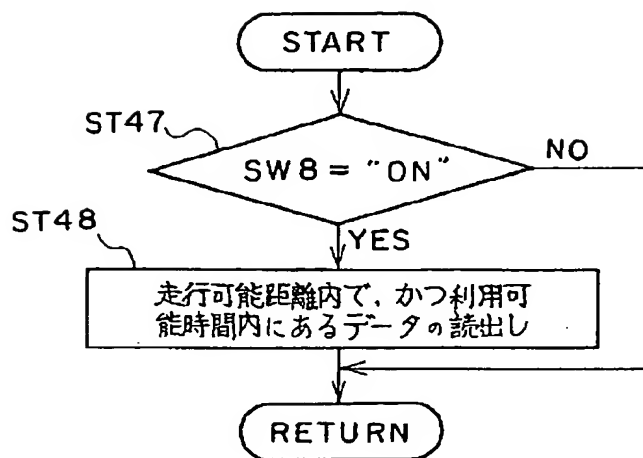 START
ST47
SW8="ON"
NO
ST48
YES
走行可能距離内で、かつ利用可
能時間内にあるデータの読出し
RETURN